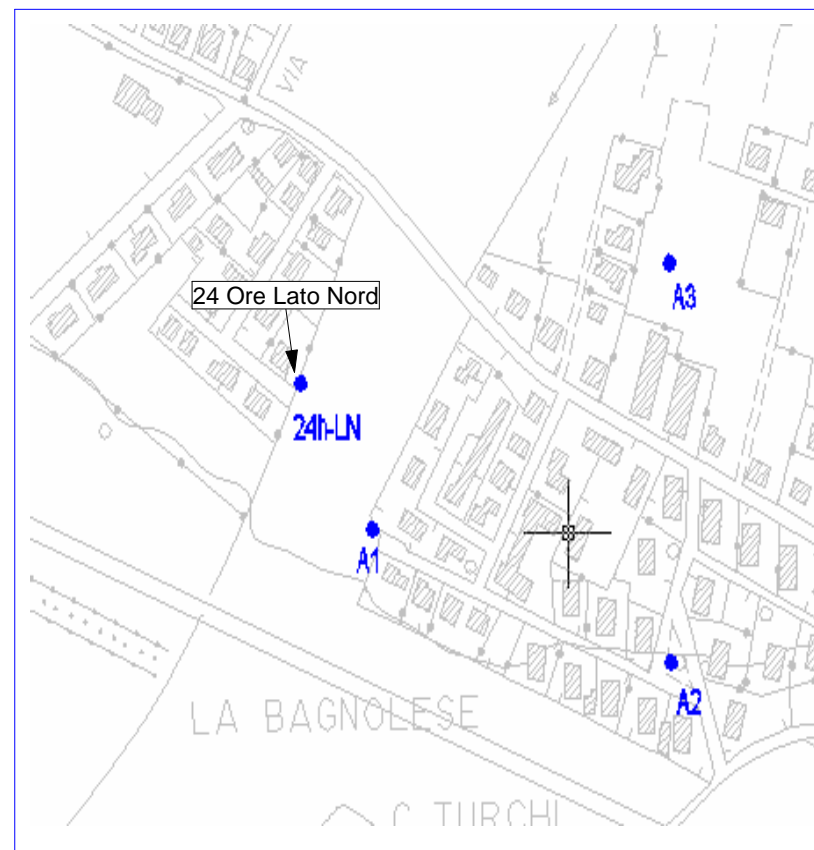 VIA
A3
24 Ore Lato Nord
24h-LN
A1
A2
LA BAGNOLESE
C TURCHI